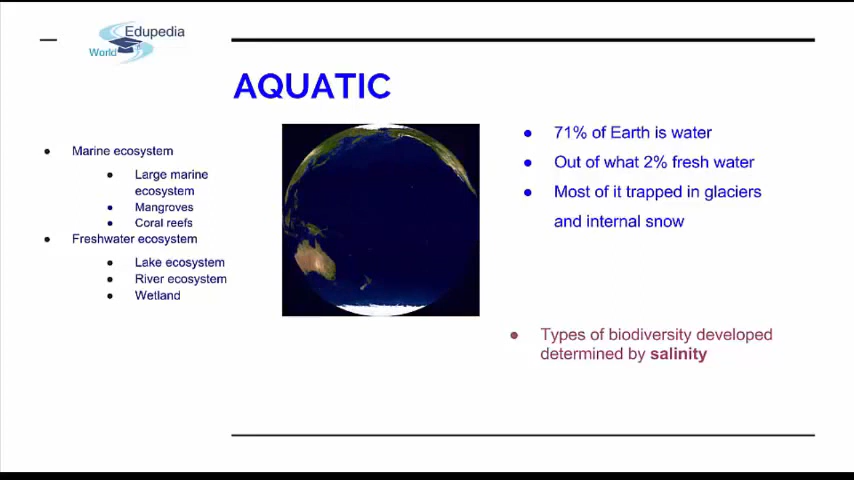 Edupedia
World
AQUATIC
Marine ecosystem
Large marine
ecosystem
Mangroves
Coral reefs
Freshwater ecosystem
Lake ecosystem
River ecosystem
Wetland
71% of Earth is water
Out of what 2% fresh water
Most of it trapped in glaciers
and internal snow
Types of biodiversity developed
determined by salinity